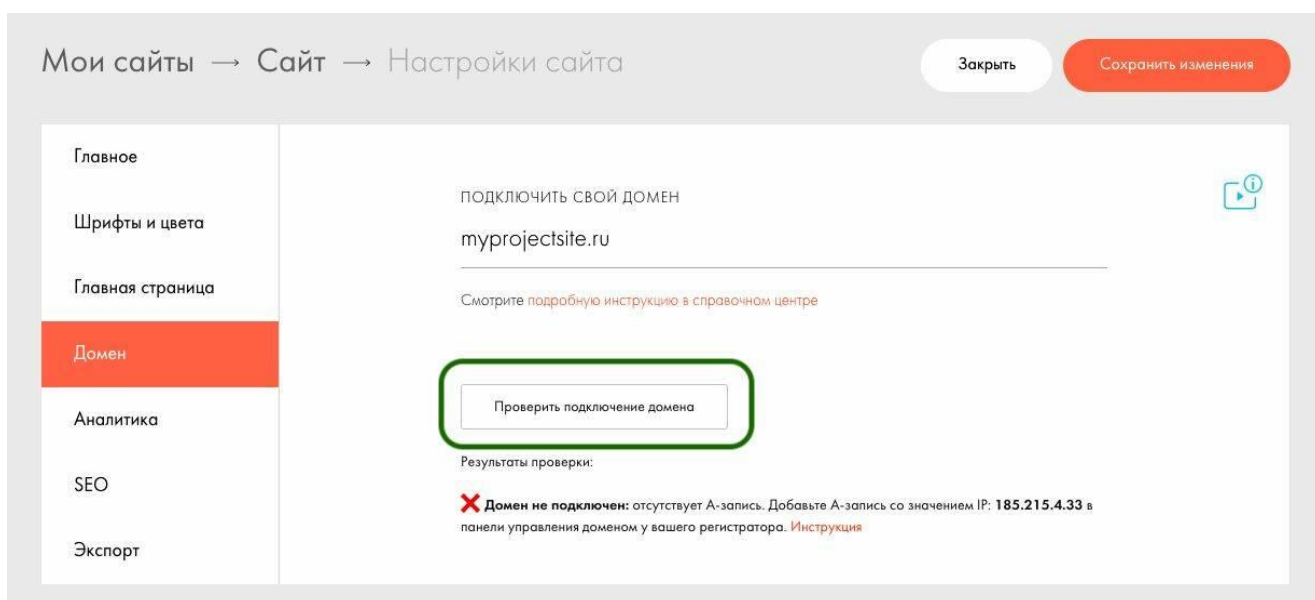 Мои сайты → Сайт → Настройки сайта
Закрыть
Сохранить изменения
Главное
Шрифты и цвета
Главная страница
Домен
Аналитика
SEO
Экспорт
ПОДКЛЮЧИТЬ СВОЙ ДОМЕН
myprojectsite.ru
Смотрите подробную инструкцию в справочном центре
Проверить подключение домена
Результаты проверки:
❌ Домен не подключен: отсутствует А-запись. Добавьте А-запись со значением IP: 185.215.4.33 в
панели управления доменом у вашего регистратора. Инструкция